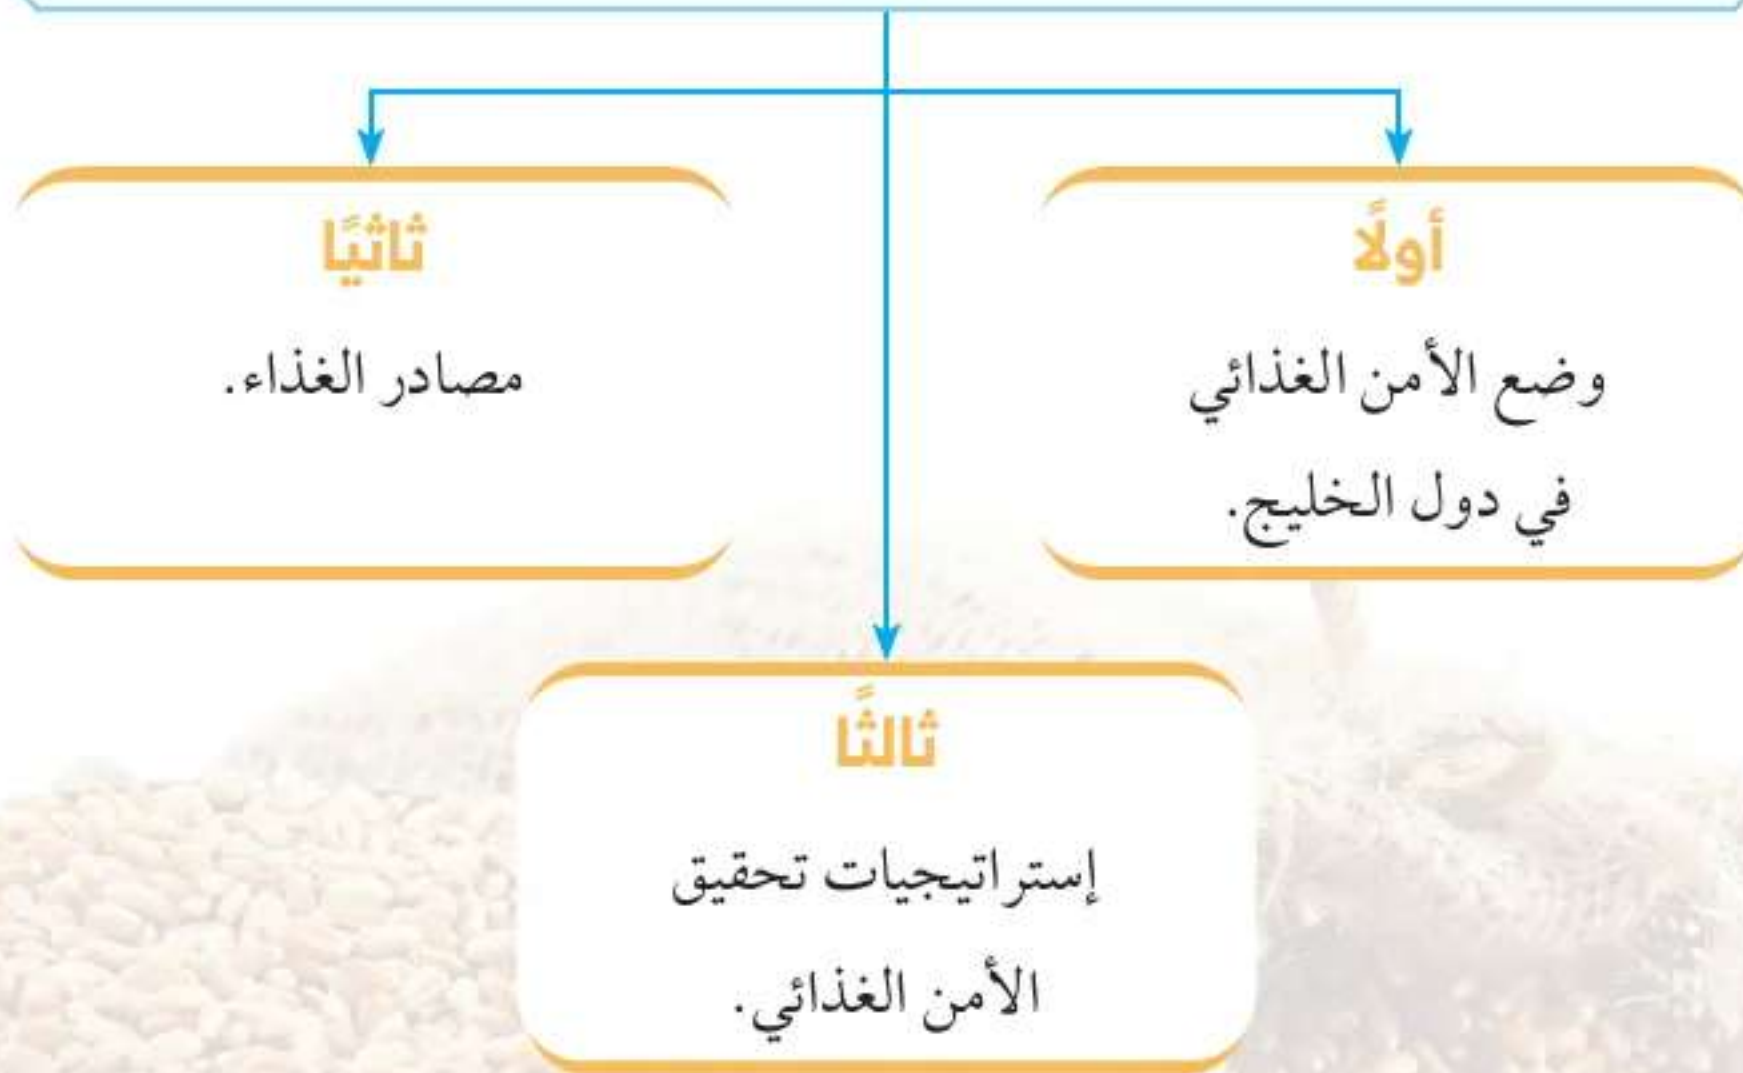 أولًا
وضع الأمن الغذائي
في دول الخليج.
ثانيًا
مصادر الغذاء.
ثالثًا
إستراتيجيات تحقيق
الأمن الغذائي.